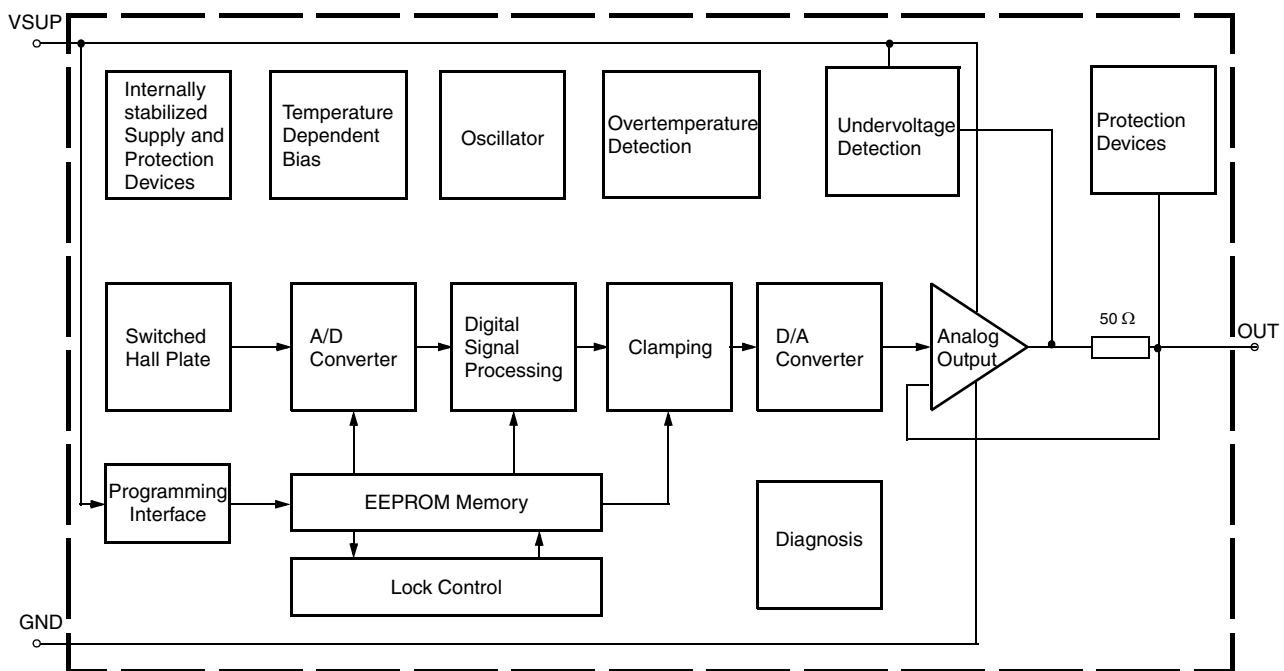 VSUP
Internally
stabilized
Supply and
Protection
Devices
Temperature
Dependent
Bias
Oscillator
Overtemperature
Detection
Undervoltage
Detection
Protection
Devices
Switched
Hall Plate
A/D
Converter
Digital
Signal
Processing
Clamping
D/A
Converter
Analog
Output
50 Ω
OUT
Programming
Interface
EEPROM Memory
Lock Control
Diagnosis
GND